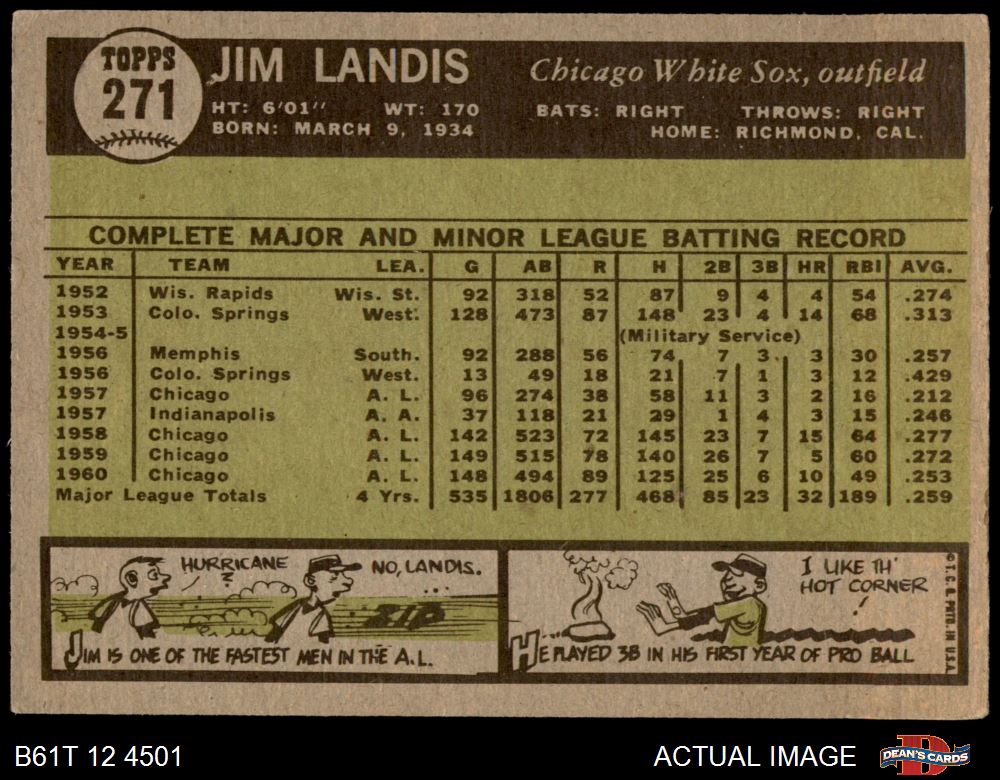 TOPPS
271
JIM LANDIS
Chicago White Sox, outfield
HT: 6'01" WT: 170 BATS: RIGHT THROWS: RIGHT
BORN: MARCH 9, 1934 HOME: RICHMOND, CAL.
COMPLETE MAJOR AND MINOR LEAGUE BATTING RECORD
YEAR TEAM LEA. G AB R H 2B 3B HR RBI AVG.
1952 Wis. Rapids Wis. St. 92 318 52 87 9 4 4 54 .274
1953 Colo. Springs West. 128 473 87 148 23 4 14 68 .313
1954-5 (Military Service)
1956 Memphis South. 92 288 56 74 7 3 3 30 .257
1956 Colo. Springs West. 13 49 18 21 7 1 3 12 .429
1957 Chicago A. L. 96 274 38 58 11 3 2 16 .212
1957 Indianapolis A. A. 37 118 21 29 1 4 3 15 .246
1958 Chicago A. L. 142 523 72 145 23 7 15 64 .277
1959 Chicago A. L. 149 515 78 140 26 7 5 60 .272
1960 Chicago A. L. 148 494 89 125 25 6 10 49 .253
Major League Totals 4 Yrs. 535 1806 277 468 85 23 32 189 .259
HURRICANE
?
NO, LANDIS.
ZIP
JIM IS ONE OF THE FASTEST MEN IN THE A.L.
I LIKE TH'
HOT CORNER
!
HE PLAYED 3B IN HIS FIRST YEAR OF PRO BALL
© T. C. G. PRTD. IN U.S.A.
B61T 12 4501
ACTUAL IMAGE
DEAN'S CARDS